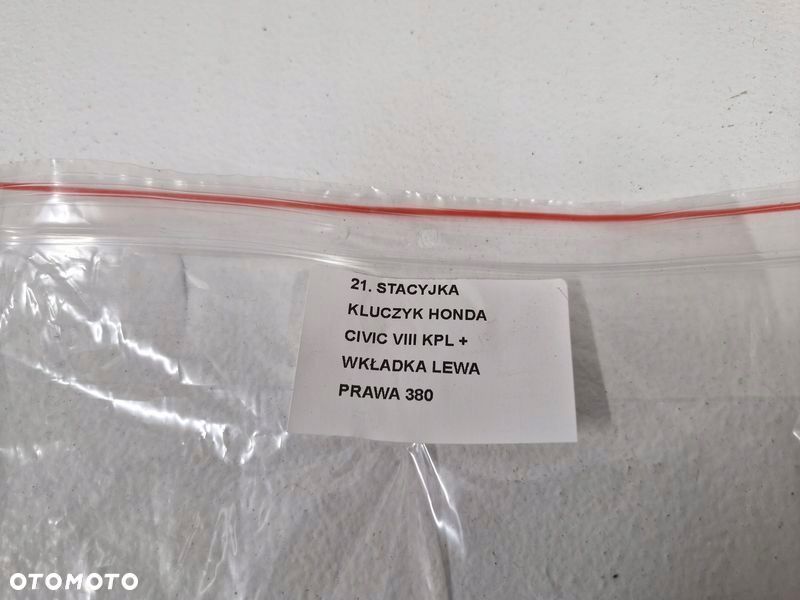 21. STACYJKA
KLUCZYK HONDA
CIVIC VIII KPL +
WKŁADKA LEWA
PRAWA 380
OTOMOTO